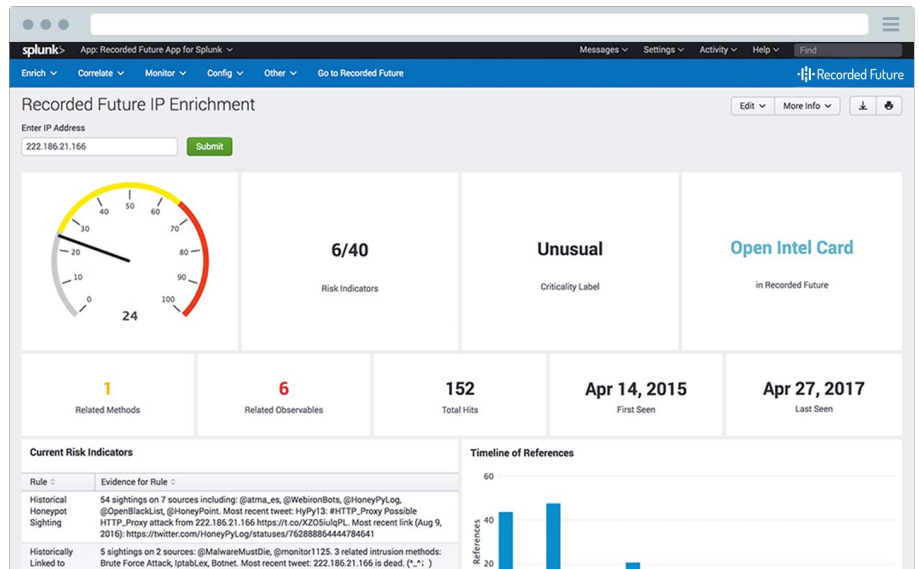 splunk> App: Recorded Future App for Splunk Messages Settings Activity Help Find
Enrich Correlate Monitor Config Other Go to Recorded Future Recorded Future
Recorded Future IP Enrichment Edit More Info
Enter IP Address
222.186.21.166 Submit
0 10 20 30 40 50 60 70 80 90 100
24
6/40
Risk Indicators
Unusual
Criticality Label
Open Intel Card
in Recorded Future
1
Related Methods
6
Related Observables
152
Total Hits
Apr 14, 2015
First Seen
Apr 27, 2017
Last Seen
Current Risk Indicators
Rule Evidence for Rule
Historical
Honeypot
Sighting
54 sightings on 7 sources including: @atma_es, @WebironBots, @HoneyPyLog,
@OpenBlackList, @HoneyPoint. Most recent tweet: HyPy13: #HTTP_Proxy Possible
HTTP_Proxy attack from 222.186.21.166 https://t.co/XZO5iulqPL. Most recent link (Aug 9,
2016): https://twitter.com/HoneyPyLog/statuses/762888864444784641
Historically
Linked to
5 sightings on 2 sources: @MalwareMustDie, @monitor1125. 3 related intrusion methods:
Brute Force Attack, IptabLex, Botnet. Most recent tweet: 222.186.21.166 is dead. (^_^; )
Timeline of References
60
40
20
References